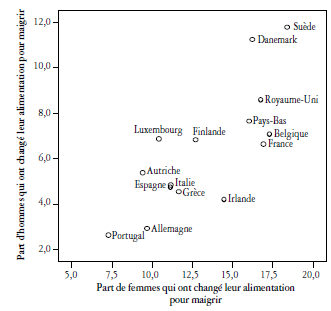 Part d'hommes qui ont changé leur alimentation pour maigrir
12,0
10,0
8,0
6,0
4,0
2,0
Suède
Danemark
Royaume-Uni
Pays-Bas
Luxembourg
Finlande
Belgique
France
Autriche
Espagne
Italie
Grèce
Irlande
Allemagne
Portugal
5,0 7,5 10,0 12,5 15,0 17,5 20,0
Part de femmes qui ont changé leur alimentation
pour maigrir